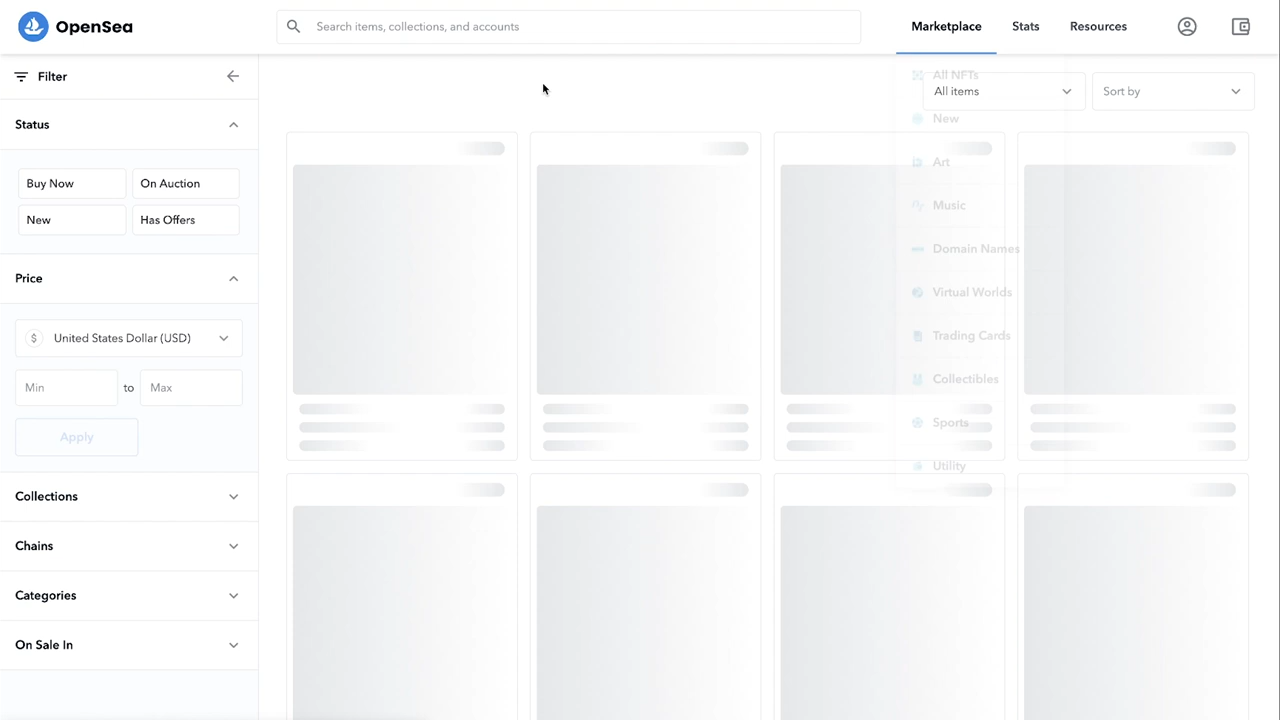 OpenSea
Search items, collections, and accounts
Marketplace
Stats
Resources
Filter
Status
Buy Now
On Auction
New
Has Offers
Price
$
United States Dollar (USD)
Min
to
Max
Apply
Collections
Chains
Categories
On Sale In
All items
Sort by
All NFTs
New
Art
Music
Domain Names
Virtual Worlds
Trading Cards
Collectibles
Sports
Utility